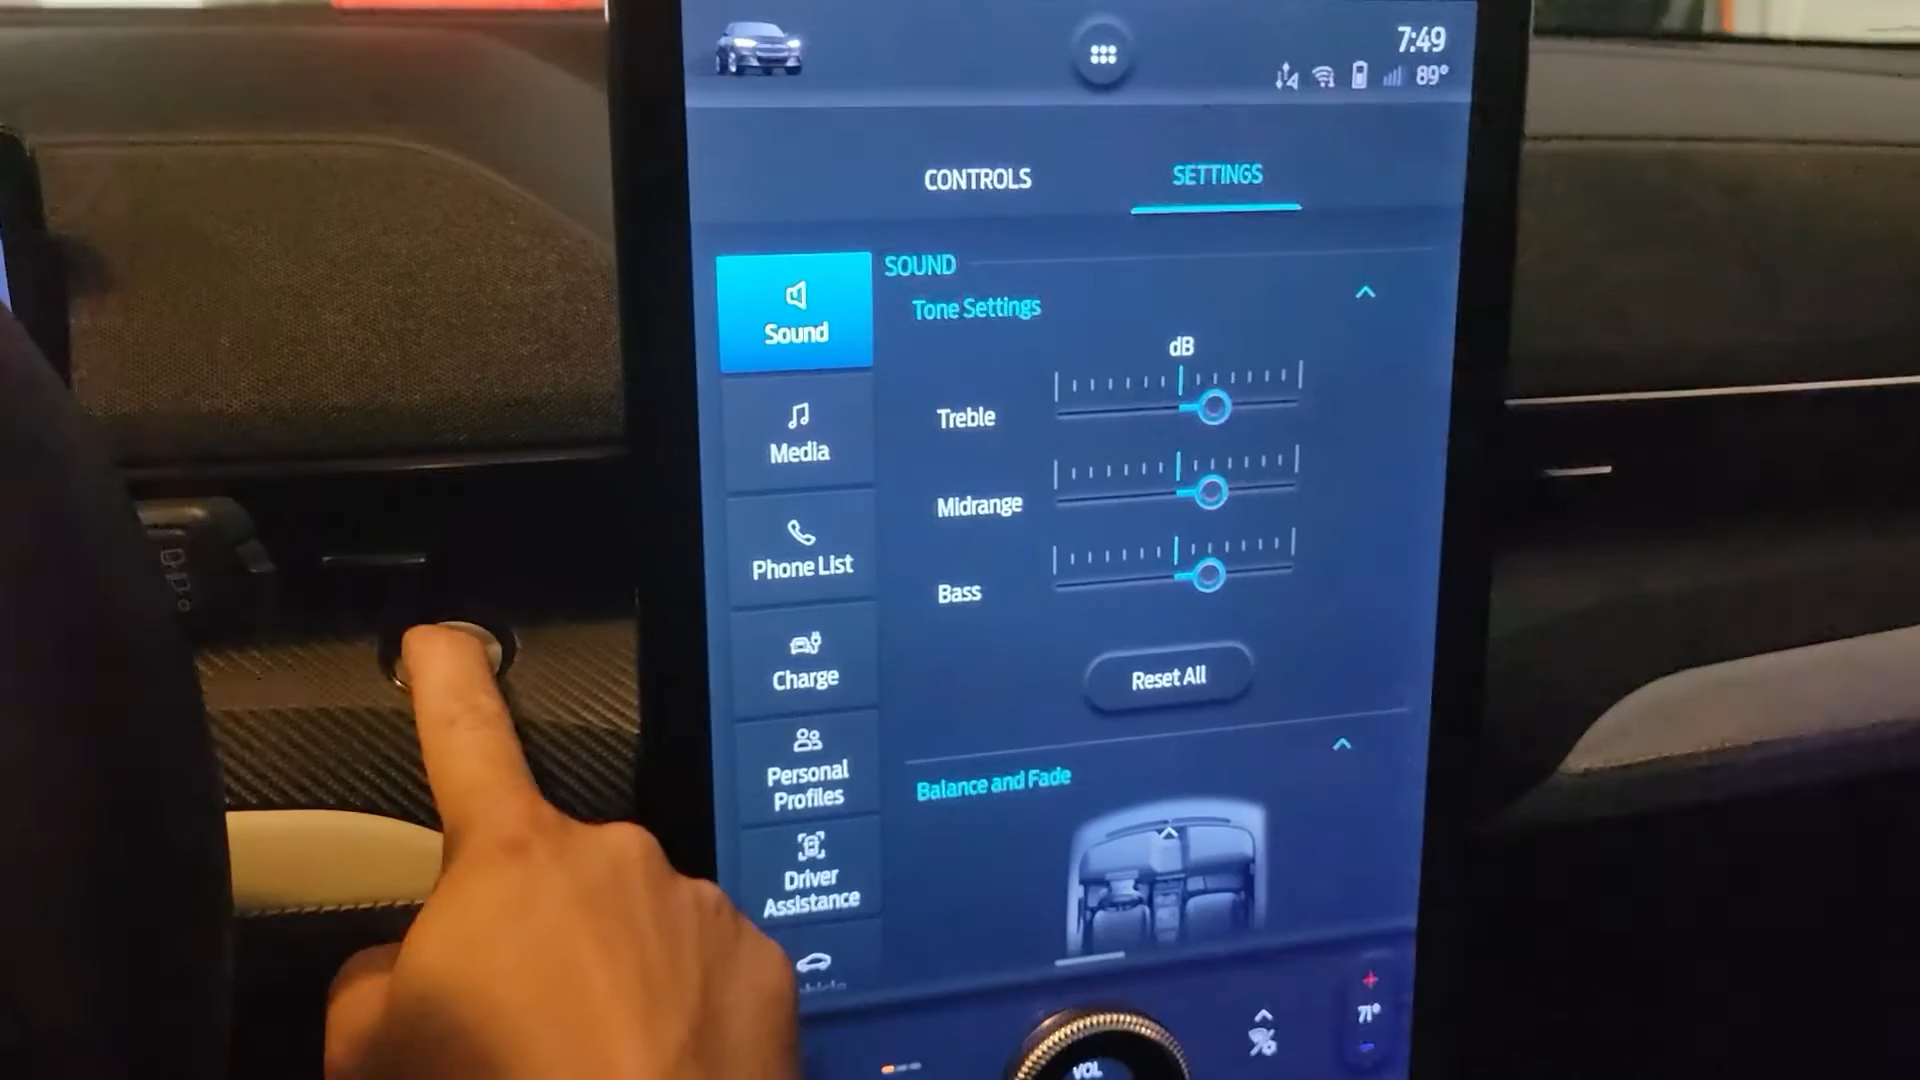 7:49
89°
CONTROLS
SETTINGS
SOUND
Sound
Tone Settings
dB
Treble
Media
Midrange
Phone List
Bass
Charge
Reset All
Personal
Profiles
Balance and Fade
Driver
Assistance
71°
VOL